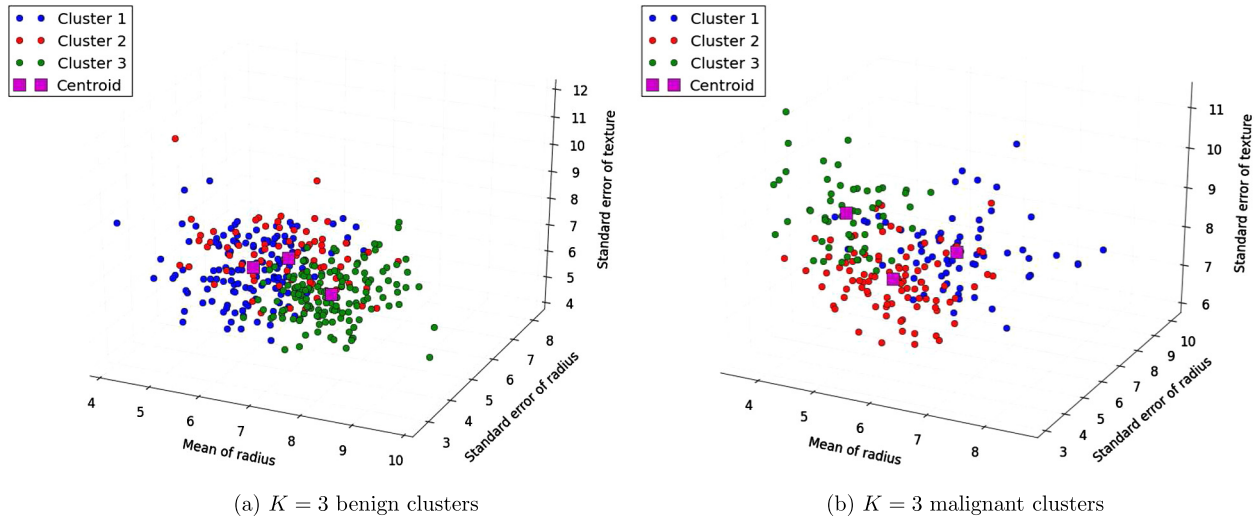 Cluster 1
Cluster 2
Cluster 3
Centroid
12
11
10
9
8
7
6
5
4
Standard error of texture
8
7
6
5
4
3
Standard error of radius
4
5
6
7
8
9
10
Mean of radius
(a) K = 3 benign clusters
Cluster 1
Cluster 2
Cluster 3
Centroid
11
10
9
8
7
6
Standard error of texture
10
9
8
7
6
5
4
3
Standard error of radius
4
5
6
7
8
Mean of radius
(b) K = 3 malignant clusters